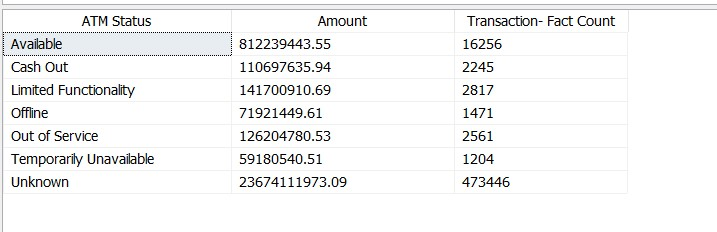 ATM Status Amount Transaction- Fact Count
Available 812239443.55 16256
Cash Out 110697635.94 2245
Limited Functionality 141700910.69 2817
Offline 71921449.61 1471
Out of Service 126204780.53 2561
Temporarily Unavailable 59180540.51 1204
Unknown 23674111973.09 473446